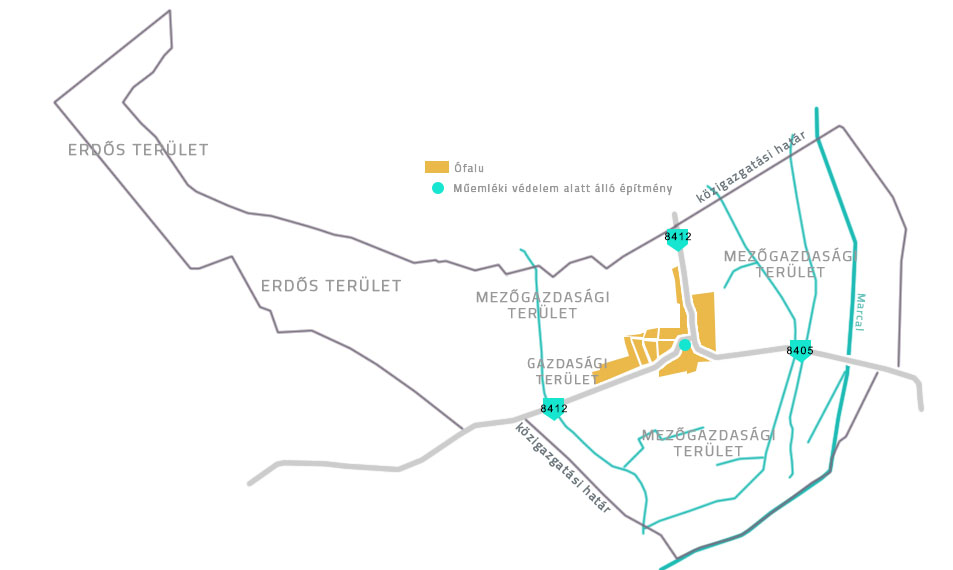 közigazgatási határ
ERDŐS TERÜLET
Ófalu
Műemléki védelem alatt álló építmény
8412
MEZŐGAZDASÁGI
TERÜLET
ERDŐS TERÜLET
MEZŐGAZDASÁGI
TERÜLET
Marcal
8405
GAZDASÁGI
TERÜLET
8412
MEZŐGAZDASÁGI
TERÜLET
közigazgatási határ